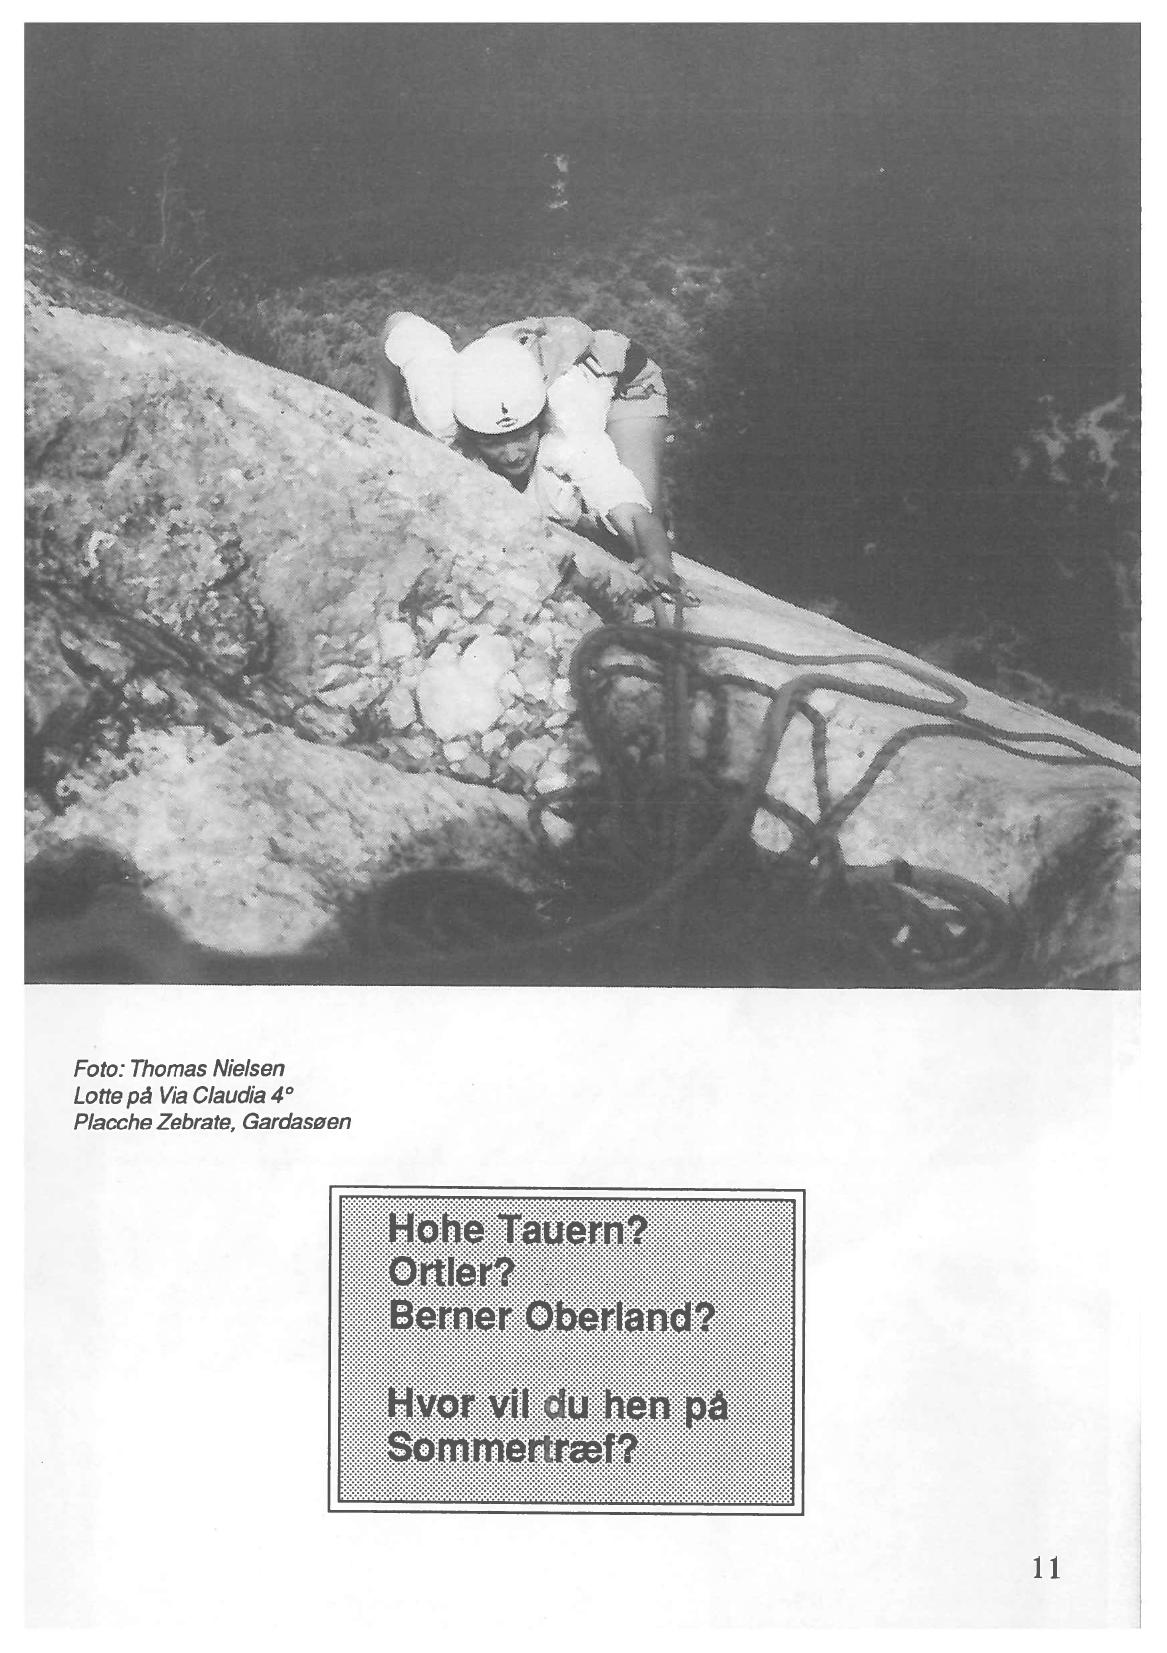 Foto: Thomas Nielsen
Lotte på Via Claudia 4°
Placche Zebrate, Gardasøen
Hohe Tauern?
Ortler?
Berner Oberland?
Hvor vil du hen på
Sommertræf?
11